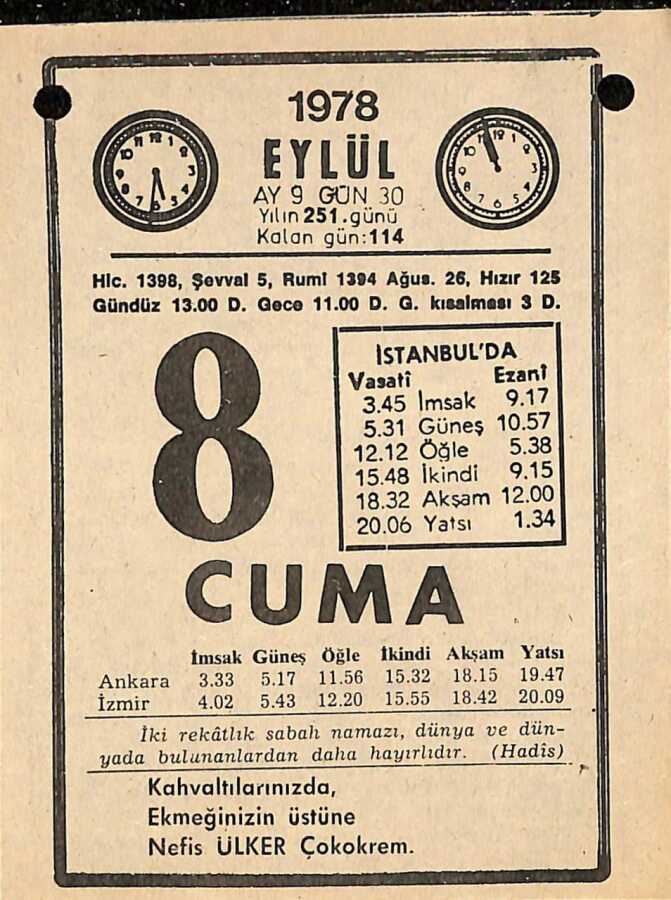 1978
EYLÜL
AY 9 GÜN 30
Yılın 251.günü
Kalan gün:114
Hic. 1398, Şevval 5, Rumî 1394 Ağus. 26, Hızır 125
Gündüz 13.00 D. Gece 11.00 D. G. kısalması 3 D.
8
İSTANBUL'DA
Vasatî Ezanî
3.45 İmsak 9.17
5.31 Güneş 10.57
12.12 Öğle 5.38
15.48 İkindi 9.15
18.32 Akşam 12.00
20.06 Yatsı 1.34
CUMA
İmsak Güneş Öğle İkindi Akşam Yatsı
Ankara 3.33 5.17 11.56 15.32 18.15 19.47
İzmir 4.02 5.43 12.20 15.55 18.42 20.09
İki rekâtlık sabah namazı, dünya ve dün-
yada bulunanlardan daha hayırlıdır. (Hadîs)
Kahvaltılarınızda,
Ekmeğinizin üstüne
Nefis ÜLKER Çokokrem.